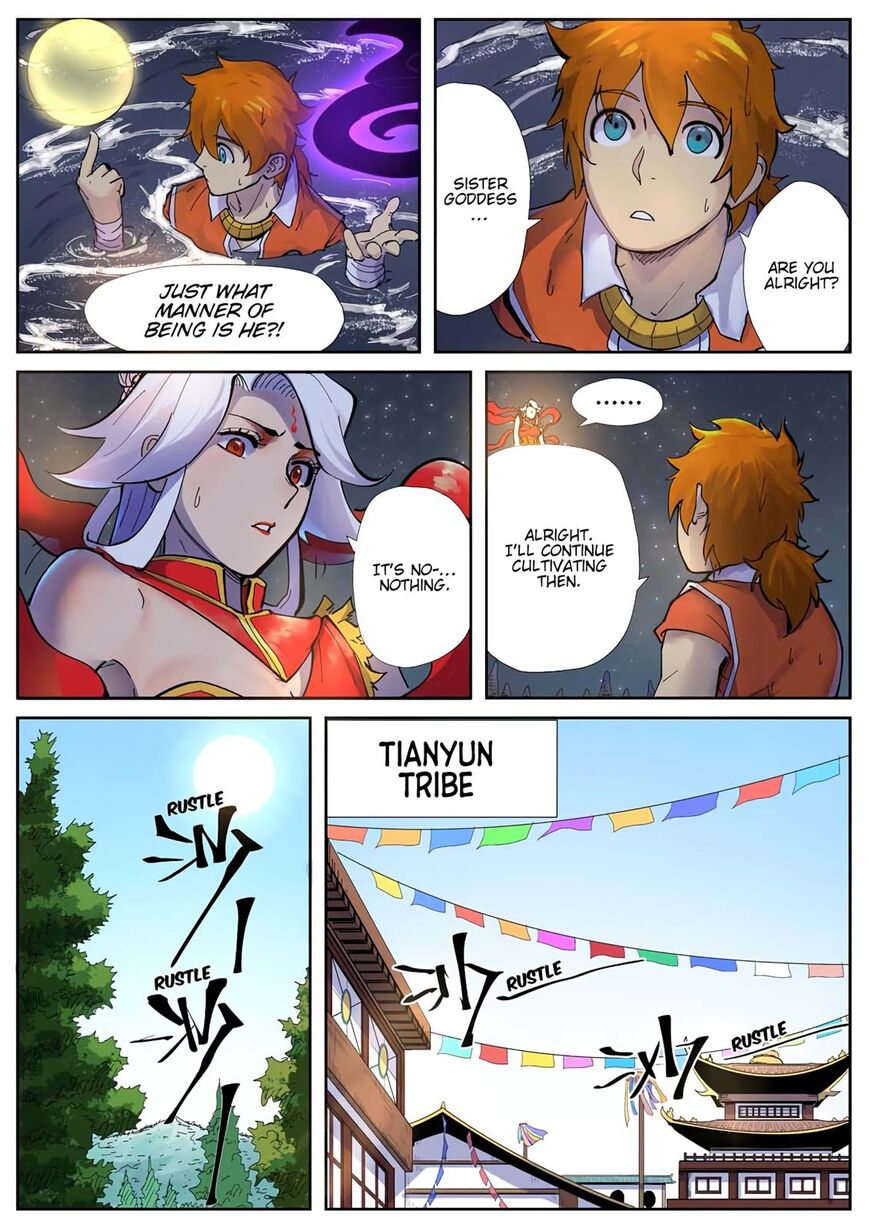 JUST WHAT
MANNER OF
BEING IS HE?!
SISTER
GODDESS
...
ARE YOU
ALRIGHT?
IT'S NO-...
NOTHING.
......
ALRIGHT.
I'LL CONTINUE
CULTIVATING
THEN.
RUSTLE
RUSTLE
TIANYUN
TRIBE
RUSTLE
RUSTLE